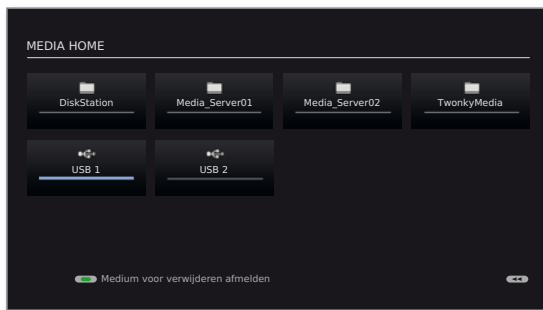 MEDIA HOME
DiskStation
Media_Server01
Media_Server02
TwonkyMedia
USB 1
USB 2
Medium voor verwijderen afmelden